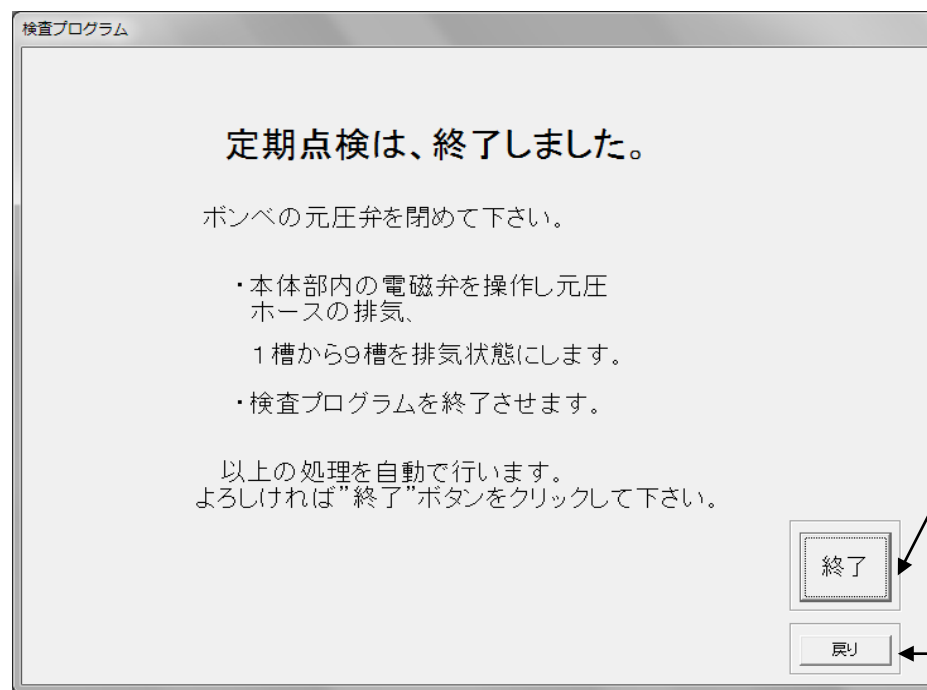 検査プログラム
定期点検は、終了しました。
ボンベの元圧弁を閉めて下さい。
・本体部内の電磁弁を操作し元圧
ホースの排気、
１槽から９槽を排気状態にします。
・検査プログラムを終了させます。
以上の処理を自動で行います。
よろしければ”終了”ボタンをクリックして下さい。
終了
戻り